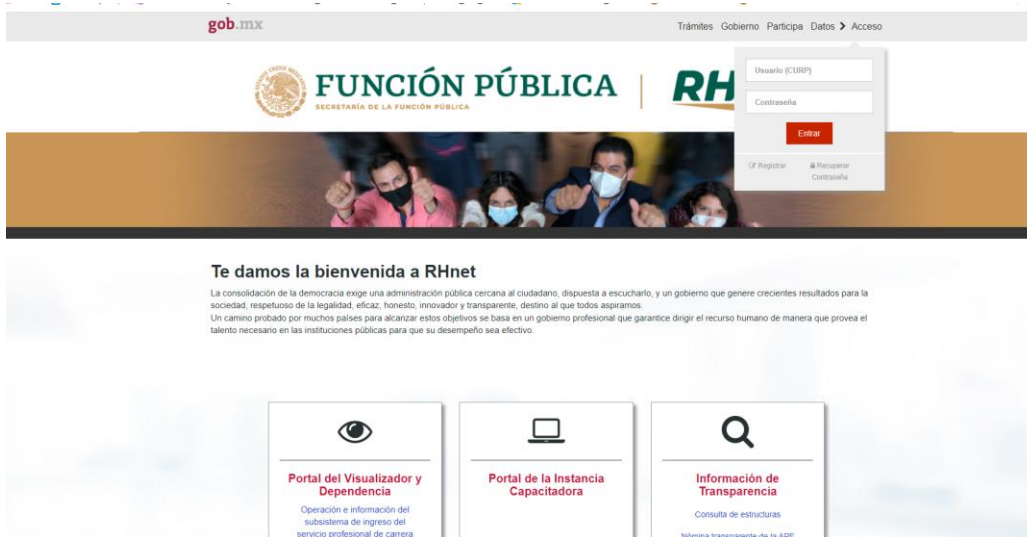 gob.mx
Trámites Gobierno Participa Datos Acceso
Usuario (CURP)
Contraseña
Entrar
Registrar
Recuperar
Contraseña
FUNCIÓN PÚBLICA
SECRETARÍA DE LA FUNCIÓN PÚBLICA
RH
Te damos la bienvenida a RHnet
La consolidación de la democracia exige una administración pública cercana al ciudadano, dispuesta a escucharlo, y un gobierno que genere crecientes resultados para la
sociedad, respetuoso de la legalidad, eficaz, honesto, innovador y transparente, destino al que todos aspiramos.
Un camino probado por muchos países para alcanzar estos objetivos se basa en un gobierno profesional que garantice dirigir el recurso humano de manera que provea el
talento necesario en las instituciones públicas para que su desempeño sea efectivo.
Portal del Visualizador y
Dependencia
Operación e información del
subsistema de ingreso del
servicio profesional de carrera
Portal de la Instancia
Capacitadora
Información de
Transparencia
Consulta de estructuras
Nómina transparente de la APF